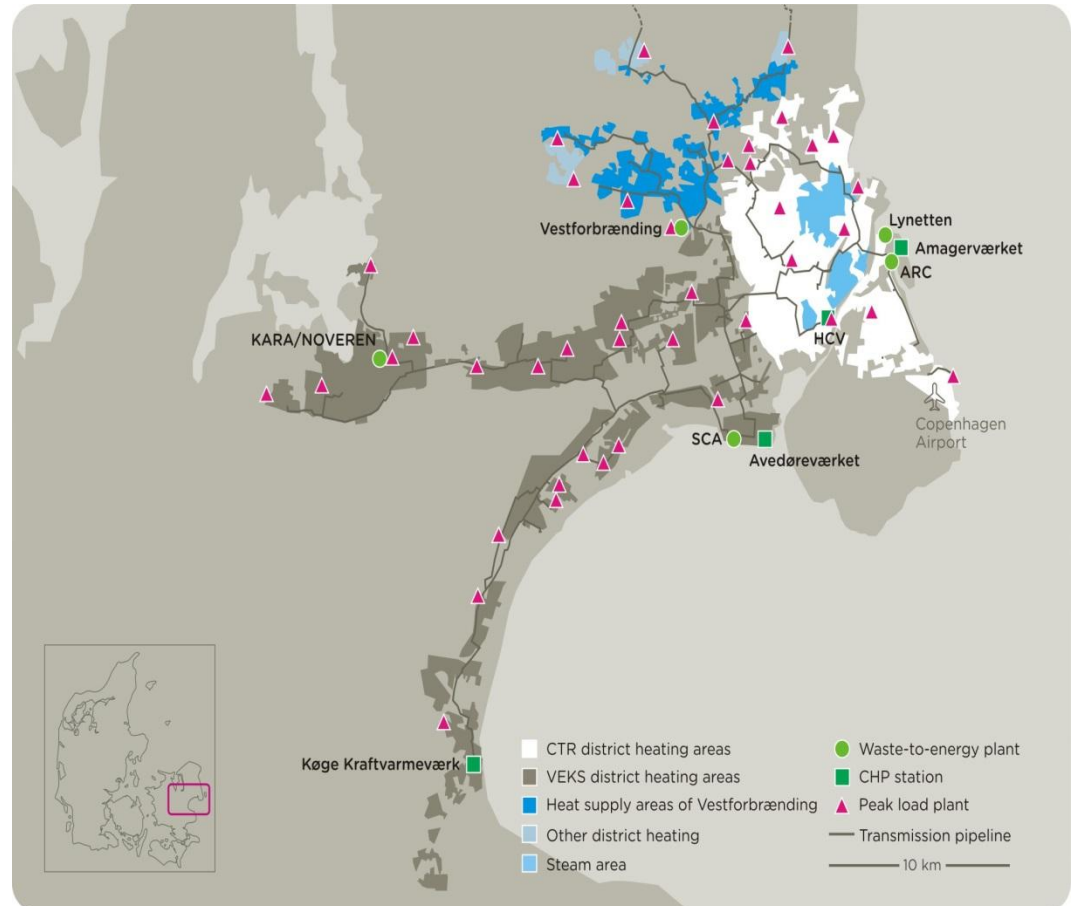 Vestforbrænding
Lynetten
Amagerværket
ARC
KARA/NOVEREN
HCV
Copenhagen
Airport
SCA
Avedøreværket
Køge Kraftvarmeværk
CTR district heating areas
VEKS district heating areas
Heat supply areas of Vestforbrænding
Other district heating
Steam area
Waste-to-energy plant
CHP station
Peak load plant
Transmission pipeline
10 km